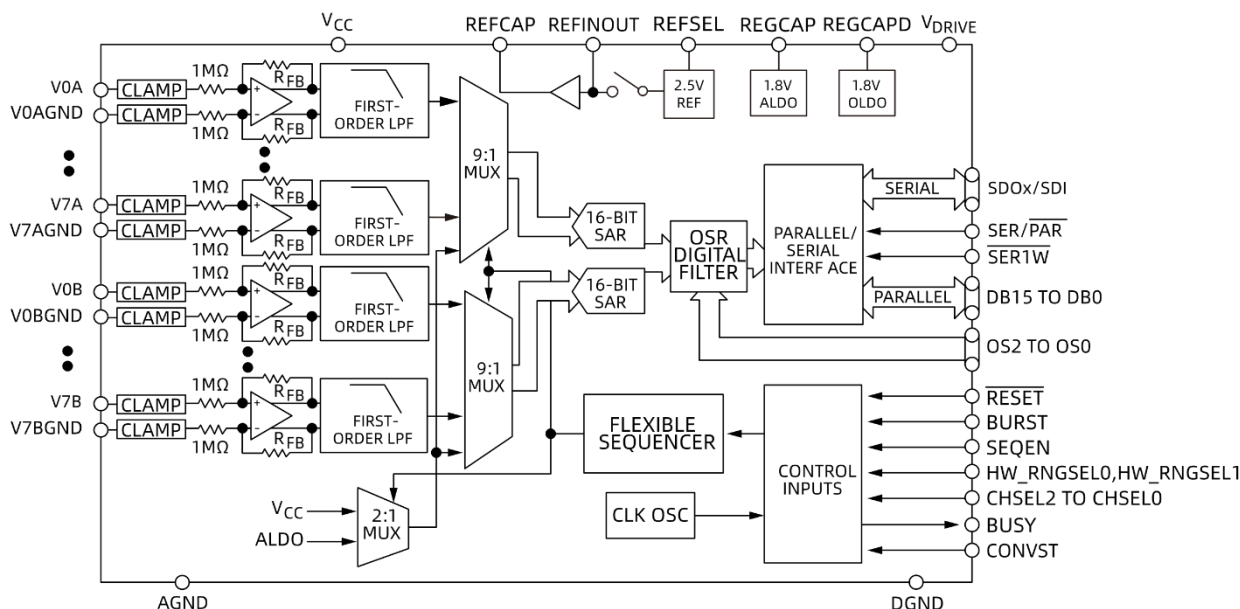 VCC
REFCAP
REFINOUT
REFSEL
REGCAP
REGCAPD
VDRIVE
V0A
CLAMP
1MΩ
RFB
+
-
V0AGND
CLAMP
1MΩ
RFB
FIRST-
ORDER LPF
2.5V
REF
1.8V
ALDO
1.8V
OLDO
9:1
MUX
V7A
CLAMP
1MΩ
RFB
+
-
V7AGND
CLAMP
1MΩ
RFB
FIRST-
ORDER LPF
16-BIT
SAR
V0B
CLAMP
1MΩ
RFB
+
-
V0BGND
CLAMP
1MΩ
RFB
FIRST-
ORDER LPF
16-BIT
SAR
9:1
MUX
V7B
CLAMP
1MΩ
RFB
+
-
V7BGND
CLAMP
1MΩ
RFB
FIRST-
ORDER LPF
OSR
DIGITAL
FILTER
PARALLEL/
SERIAL
INTERF ACE
SERIAL
SDOx/SDI
SER/PAR
SER1W
PARALLEL
DB15 TO DB0
OS2 TO OS0
FLEXIBLE
SEQUENCER
CLK OSC
CONTROL
INPUTS
RESET
BURST
SEQEN
HW_RNGSEL0,HW_RNGSEL1
CHSEL2 TO CHSEL0
BUSY
CONVST
VCC
ALDO
2:1
MUX
AGND
DGND